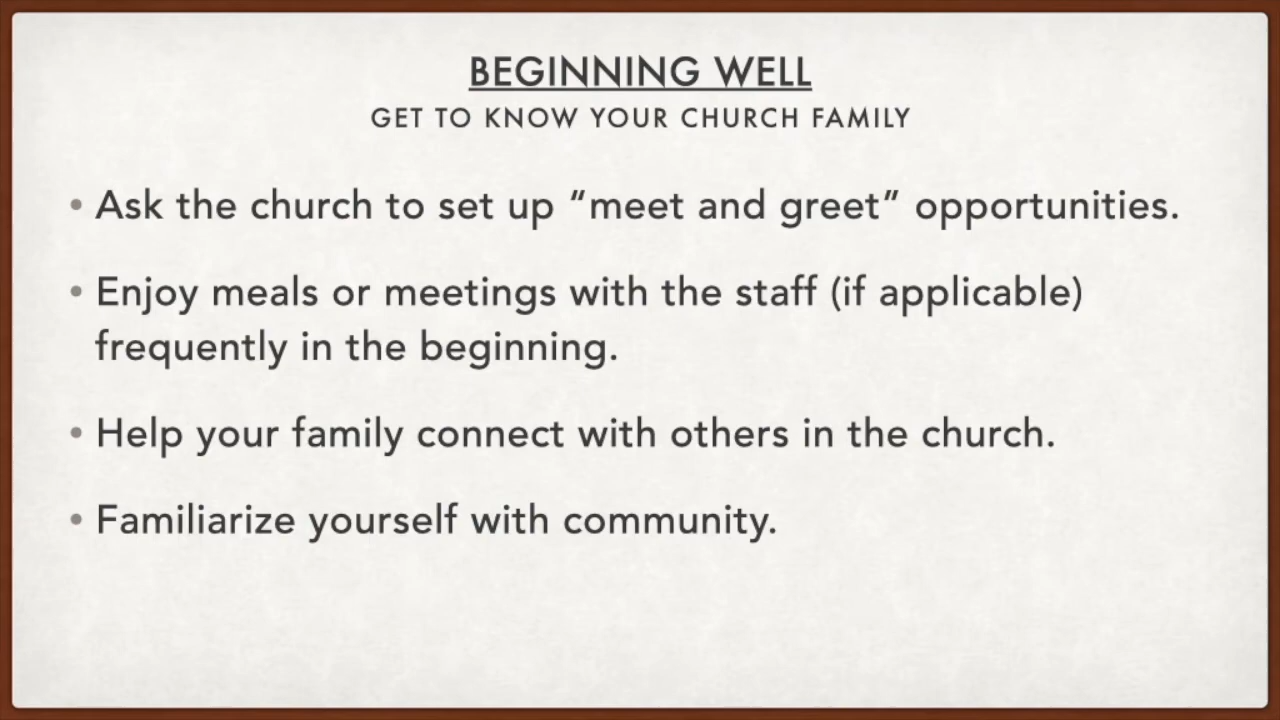 BEGINNING WELL
GET TO KNOW YOUR CHURCH FAMILY
• Ask the church to set up “meet and greet” opportunities.
• Enjoy meals or meetings with the staff (if applicable)
frequently in the beginning.
• Help your family connect with others in the church.
• Familiarize yourself with community.